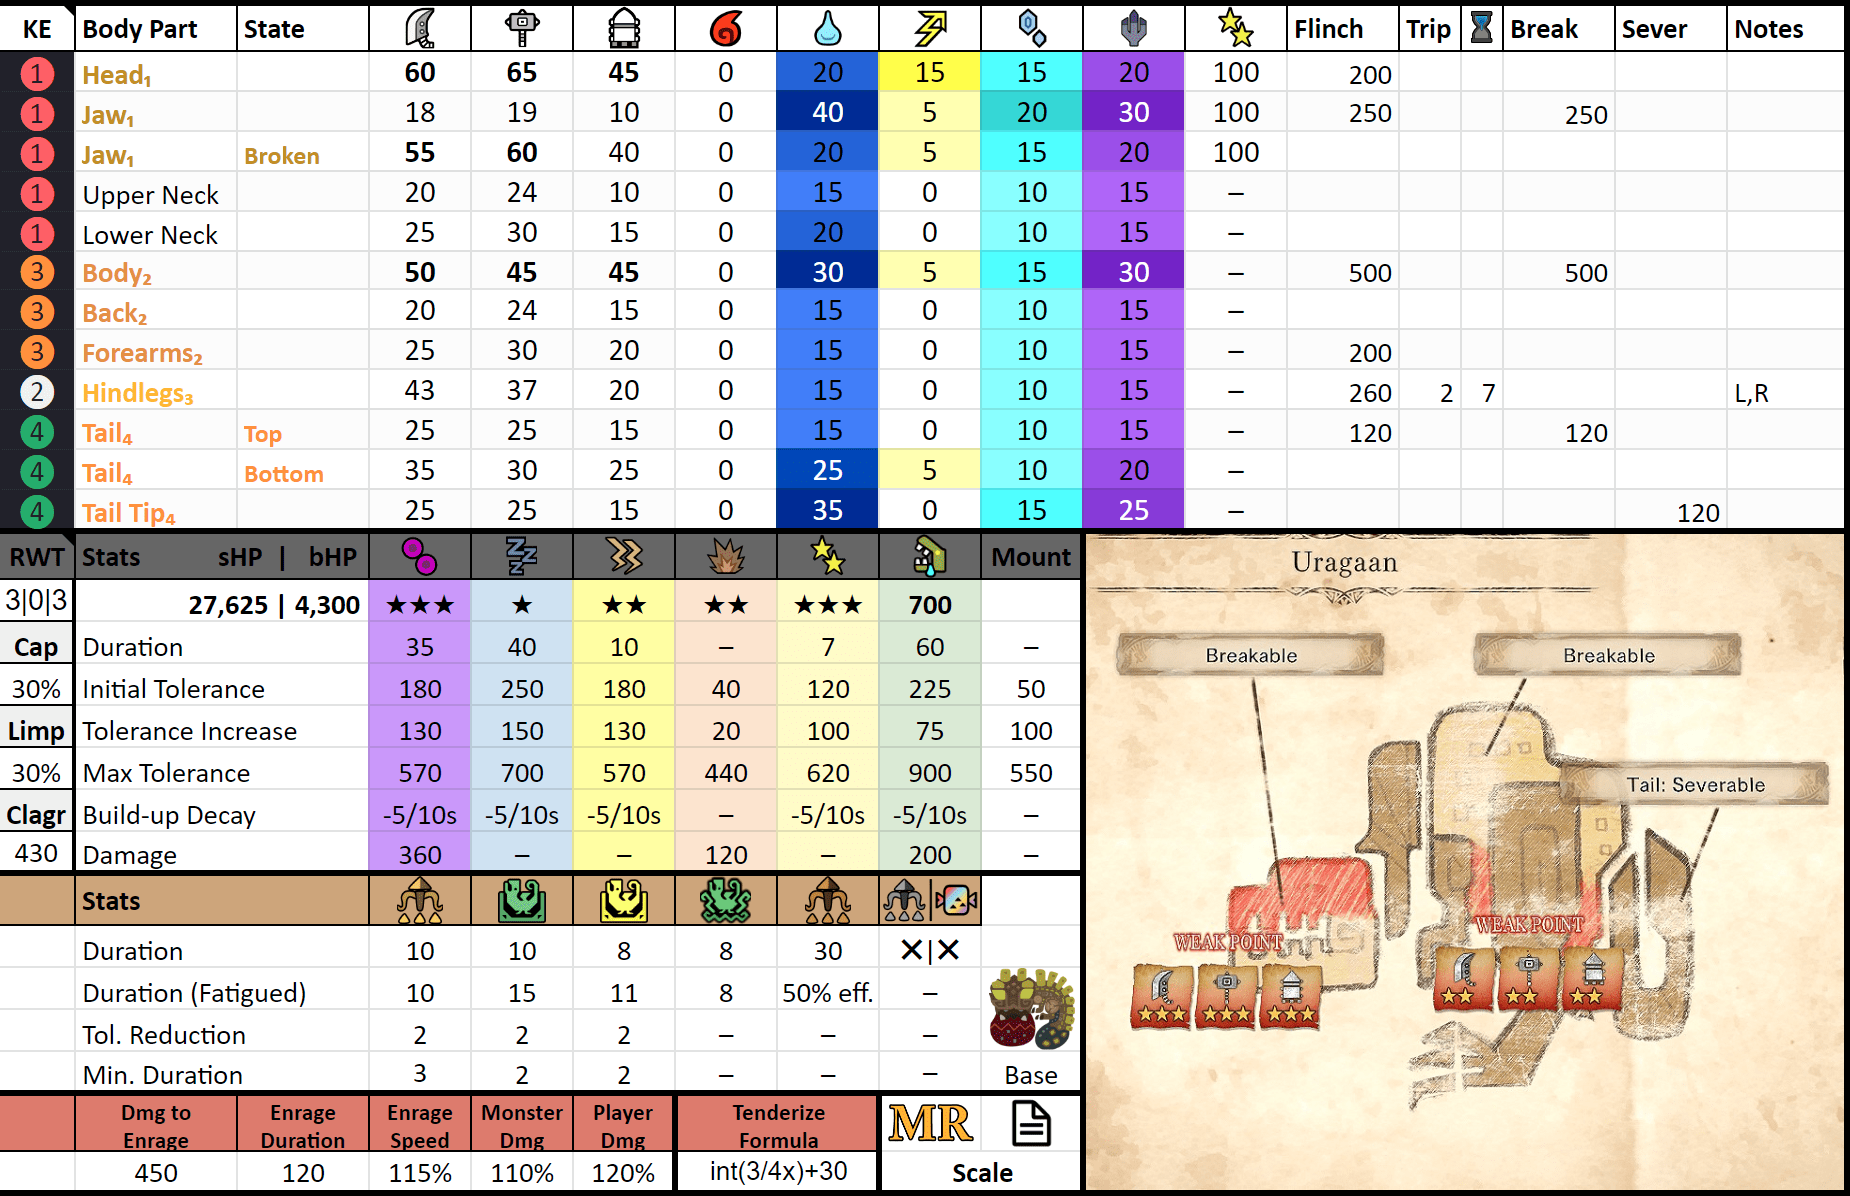 KE Body Part State Flinch Trip Break Sever Notes
1 Head₁ 60 65 45 0 20 15 15 20 100 200
1 Jaw₁ 18 19 10 0 40 5 20 30 100 250 250
1 Jaw₁ Broken 55 60 40 0 20 5 15 20 100
1 Upper Neck 20 24 10 0 15 0 10 15 –
1 Lower Neck 25 30 15 0 20 0 10 15 –
3 Body₂ 50 45 45 0 30 5 15 30 – 500 500
3 Back₂ 20 24 15 0 15 0 10 15 –
3 Forearms₂ 25 30 20 0 15 0 10 15 – 200
2 Hindlegs₃ 43 37 20 0 15 0 10 15 – 260 2 7 L,R
4 Tail₄ Top 25 25 15 0 15 0 10 15 – 120 120
4 Tail₄ Bottom 35 30 25 0 25 5 10 20 –
4 Tail Tip₄ 25 25 15 0 35 0 15 25 – 120
RWT Stats sHP | bHP Mount
3|0|3 27,625 | 4,300 ★★★ ★ ★★ ★★ ★★★ 700
Cap Duration 35 40 10 – 7 60 –
30% Initial Tolerance 180 250 180 40 120 225 50
Limp Tolerance Increase 130 150 130 20 100 75 100
30% Max Tolerance 570 700 570 440 620 900 550
Clagr Build-up Decay -5/10s -5/10s -5/10s – -5/10s -5/10s –
430 Damage 360 – – 120 – 200 –
Stats
Duration 10 10 8 8 30 ✕|✕
Duration (Fatigued) 10 15 11 8 50% eff. –
Tol. Reduction 2 2 2 – – –
Min. Duration 3 2 2 – – – Base
Dmg to Enrage Enrage Duration Enrage Speed Monster Dmg Player Dmg Tenderize Formula MR
450 120 115% 110% 120% int(3/4x)+30 Scale
Uragaan
Breakable Breakable
Tail: Severable
WEAK POINT WEAK POINT